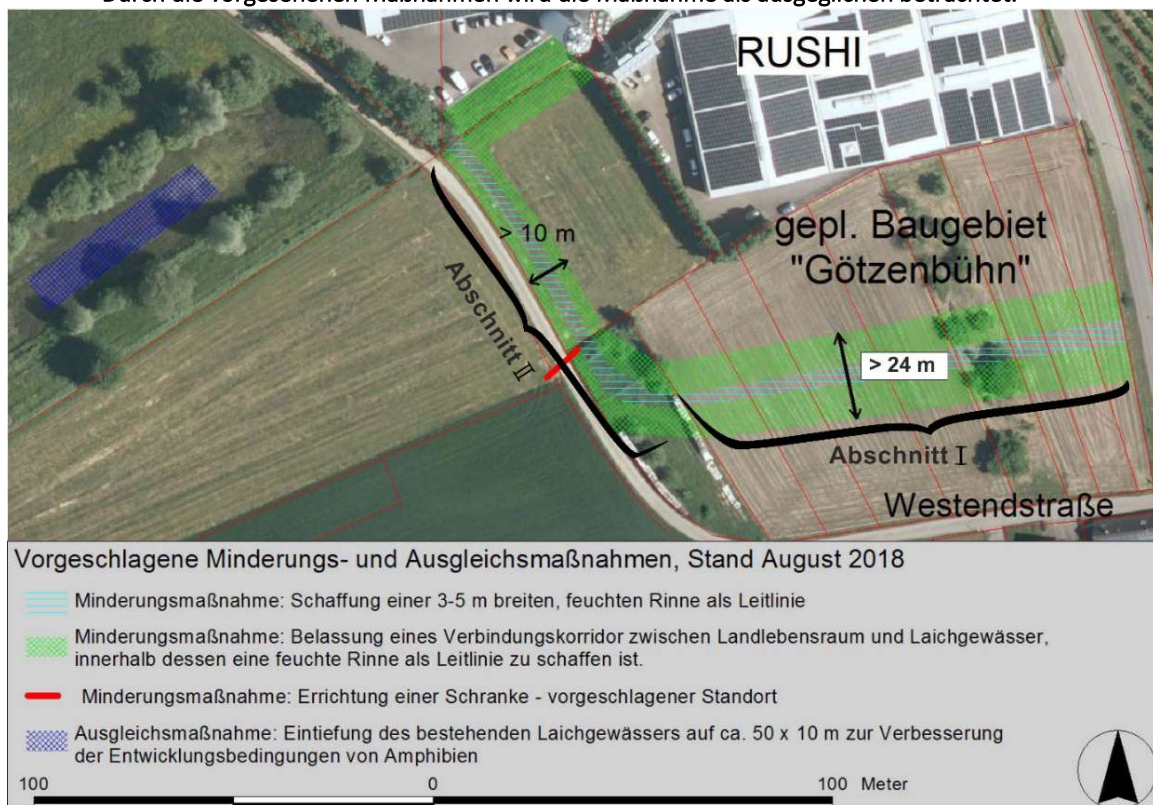 Durch die vorgesehenen Maßnahmen wird die Maßnahme als ausgeglichen betrachtet.
RUSHI
gepl. Baugebiet
"Götzenbühn"
> 10 m
Abschnitt II
> 24 m
Abschnitt I
Westendstraße
Vorgeschlagene Minderungs- und Ausgleichsmaßnahmen, Stand August 2018
Minderungsmaßnahme: Schaffung einer 3-5 m breiten, feuchten Rinne als Leitlinie
Minderungsmaßnahme: Belassung eines Verbindungskorridor zwischen Landlebensraum und Laichgewässer,
innerhalb dessen eine feuchte Rinne als Leitlinie zu schaffen ist.
Minderungsmaßnahme: Errichtung einer Schranke - vorgeschlagener Standort
Ausgleichsmaßnahme: Eintiefung des bestehenden Laichgewässers auf ca. 50 x 10 m zur Verbesserung
der Entwicklungsbedingungen von Amphibien
100 0 100 Meter